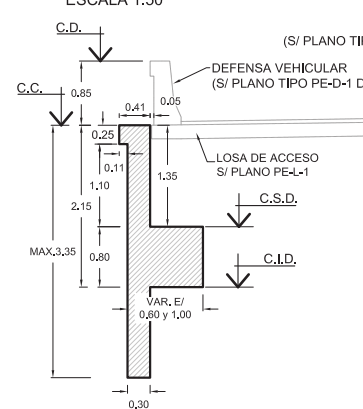 ESCALA 1:50
C.D.
(S/ PLANO TI
DEFENSA VEHICULAR
(S/ PLANO TIPO PE-D-1 D
C.C.
0.85
0.41
0.05
0.25
LOSA DE ACCESO
S/ PLANO PE-L-1
0.11
1.35
1.10
2.15
C.S.D.
MAX.3.35
0.80
C.I.D.
VAR. E/
0.60 y 1.00
0.30